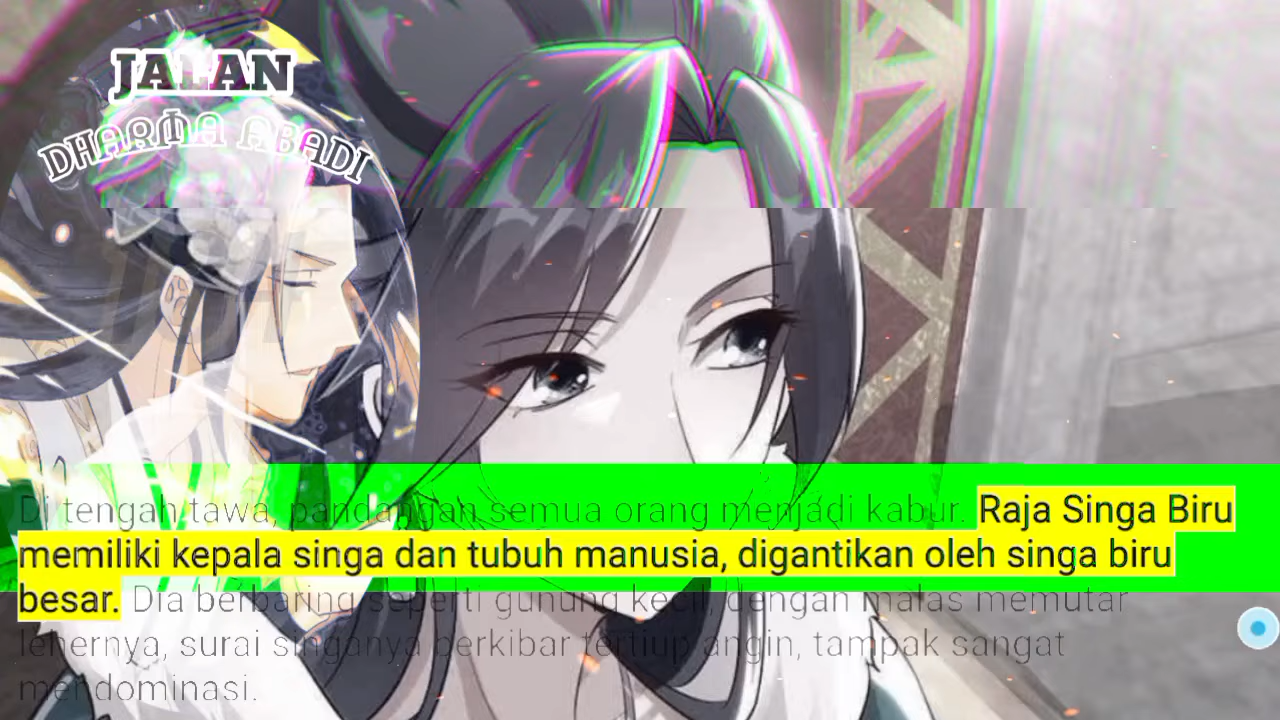 JALAN
DHARMA ABADI
Di tengah tawa, pandangan semua orang menjadi kabur. Raja Singa Biru
memiliki kepala singa dan tubuh manusia, digantikan oleh singa biru
besar. Dia berbaring seperti gunung kecil, dengan malas memutar
lehernya, surai singanya berkibar tertiup angin, tampak sangat
mendominasi.